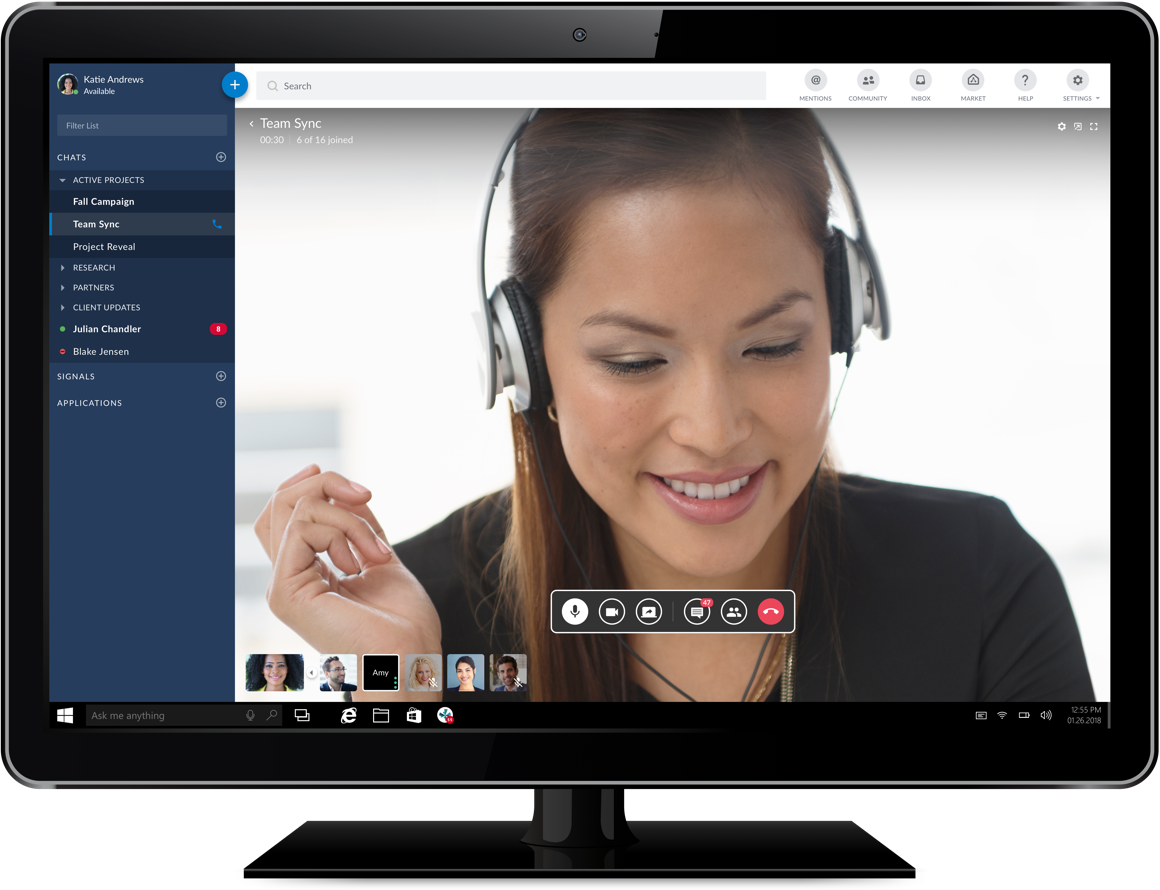 Katie Andrews
Available
Search
MENTIONS
COMMUNITY
INBOX
MARKET
HELP
SETTINGS
Filter List
Team Sync
00:30 | 6 of 16 joined
CHATS
ACTIVE PROJECTS
Fall Campaign
Team Sync
Project Reveal
RESEARCH
PARTNERS
CLIENT UPDATES
Julian Chandler 8
Blake Jensen
SIGNALS
APPLICATIONS
47
Amy
Ask me anything
12:55 PM
01.26.2018